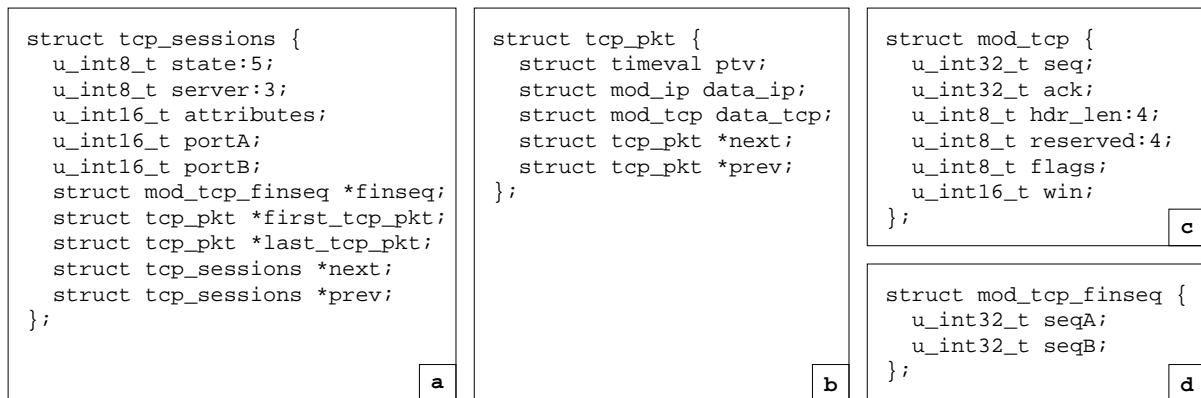 struct tcp_sessions {
u_int8_t state:5;
u_int8_t server:3;
u_int16_t attributes;
u_int16_t portA;
u_int16_t portB;
struct mod_tcp_finseq *finseq;
struct tcp_pkt *first_tcp_pkt;
struct tcp_pkt *last_tcp_pkt;
struct tcp_sessions *next;
struct tcp_sessions *prev;
};
a
struct tcp_pkt {
struct timeval ptv;
struct mod_ip data_ip;
struct mod_tcp data_tcp;
struct tcp_pkt *next;
struct tcp_pkt *prev;
};
b
struct mod_tcp {
u_int32_t seq;
u_int32_t ack;
u_int8_t hdr_len:4;
u_int8_t reserved:4;
u_int8_t flags;
u_int16_t win;
};
c
struct mod_tcp_finseq {
u_int32_t seqA;
u_int32_t seqB;
};
d